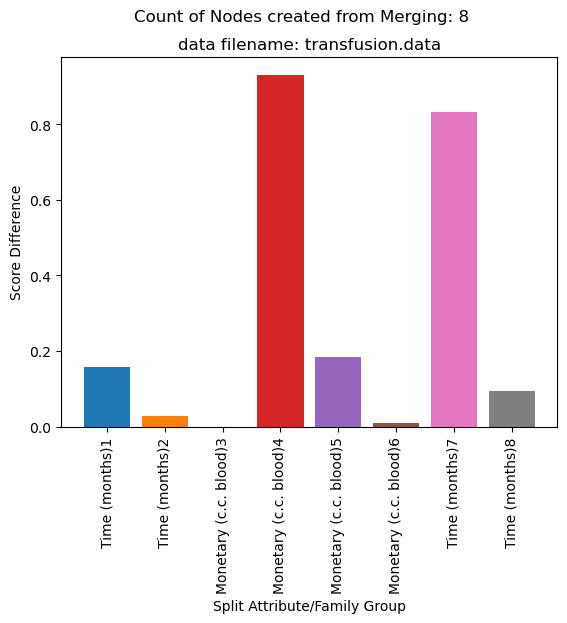 Count of Nodes created from Merging: 8
data filename: transfusion.data
Score Difference
0.8
0.6
0.4
0.2
0.0
Time (months)1
Time (months)2
Monetary (c.c. blood)3
Monetary (c.c. blood)4
Monetary (c.c. blood)5
Monetary (c.c. blood)6
Time (months)7
Time (months)8
Split Attribute/Family Group